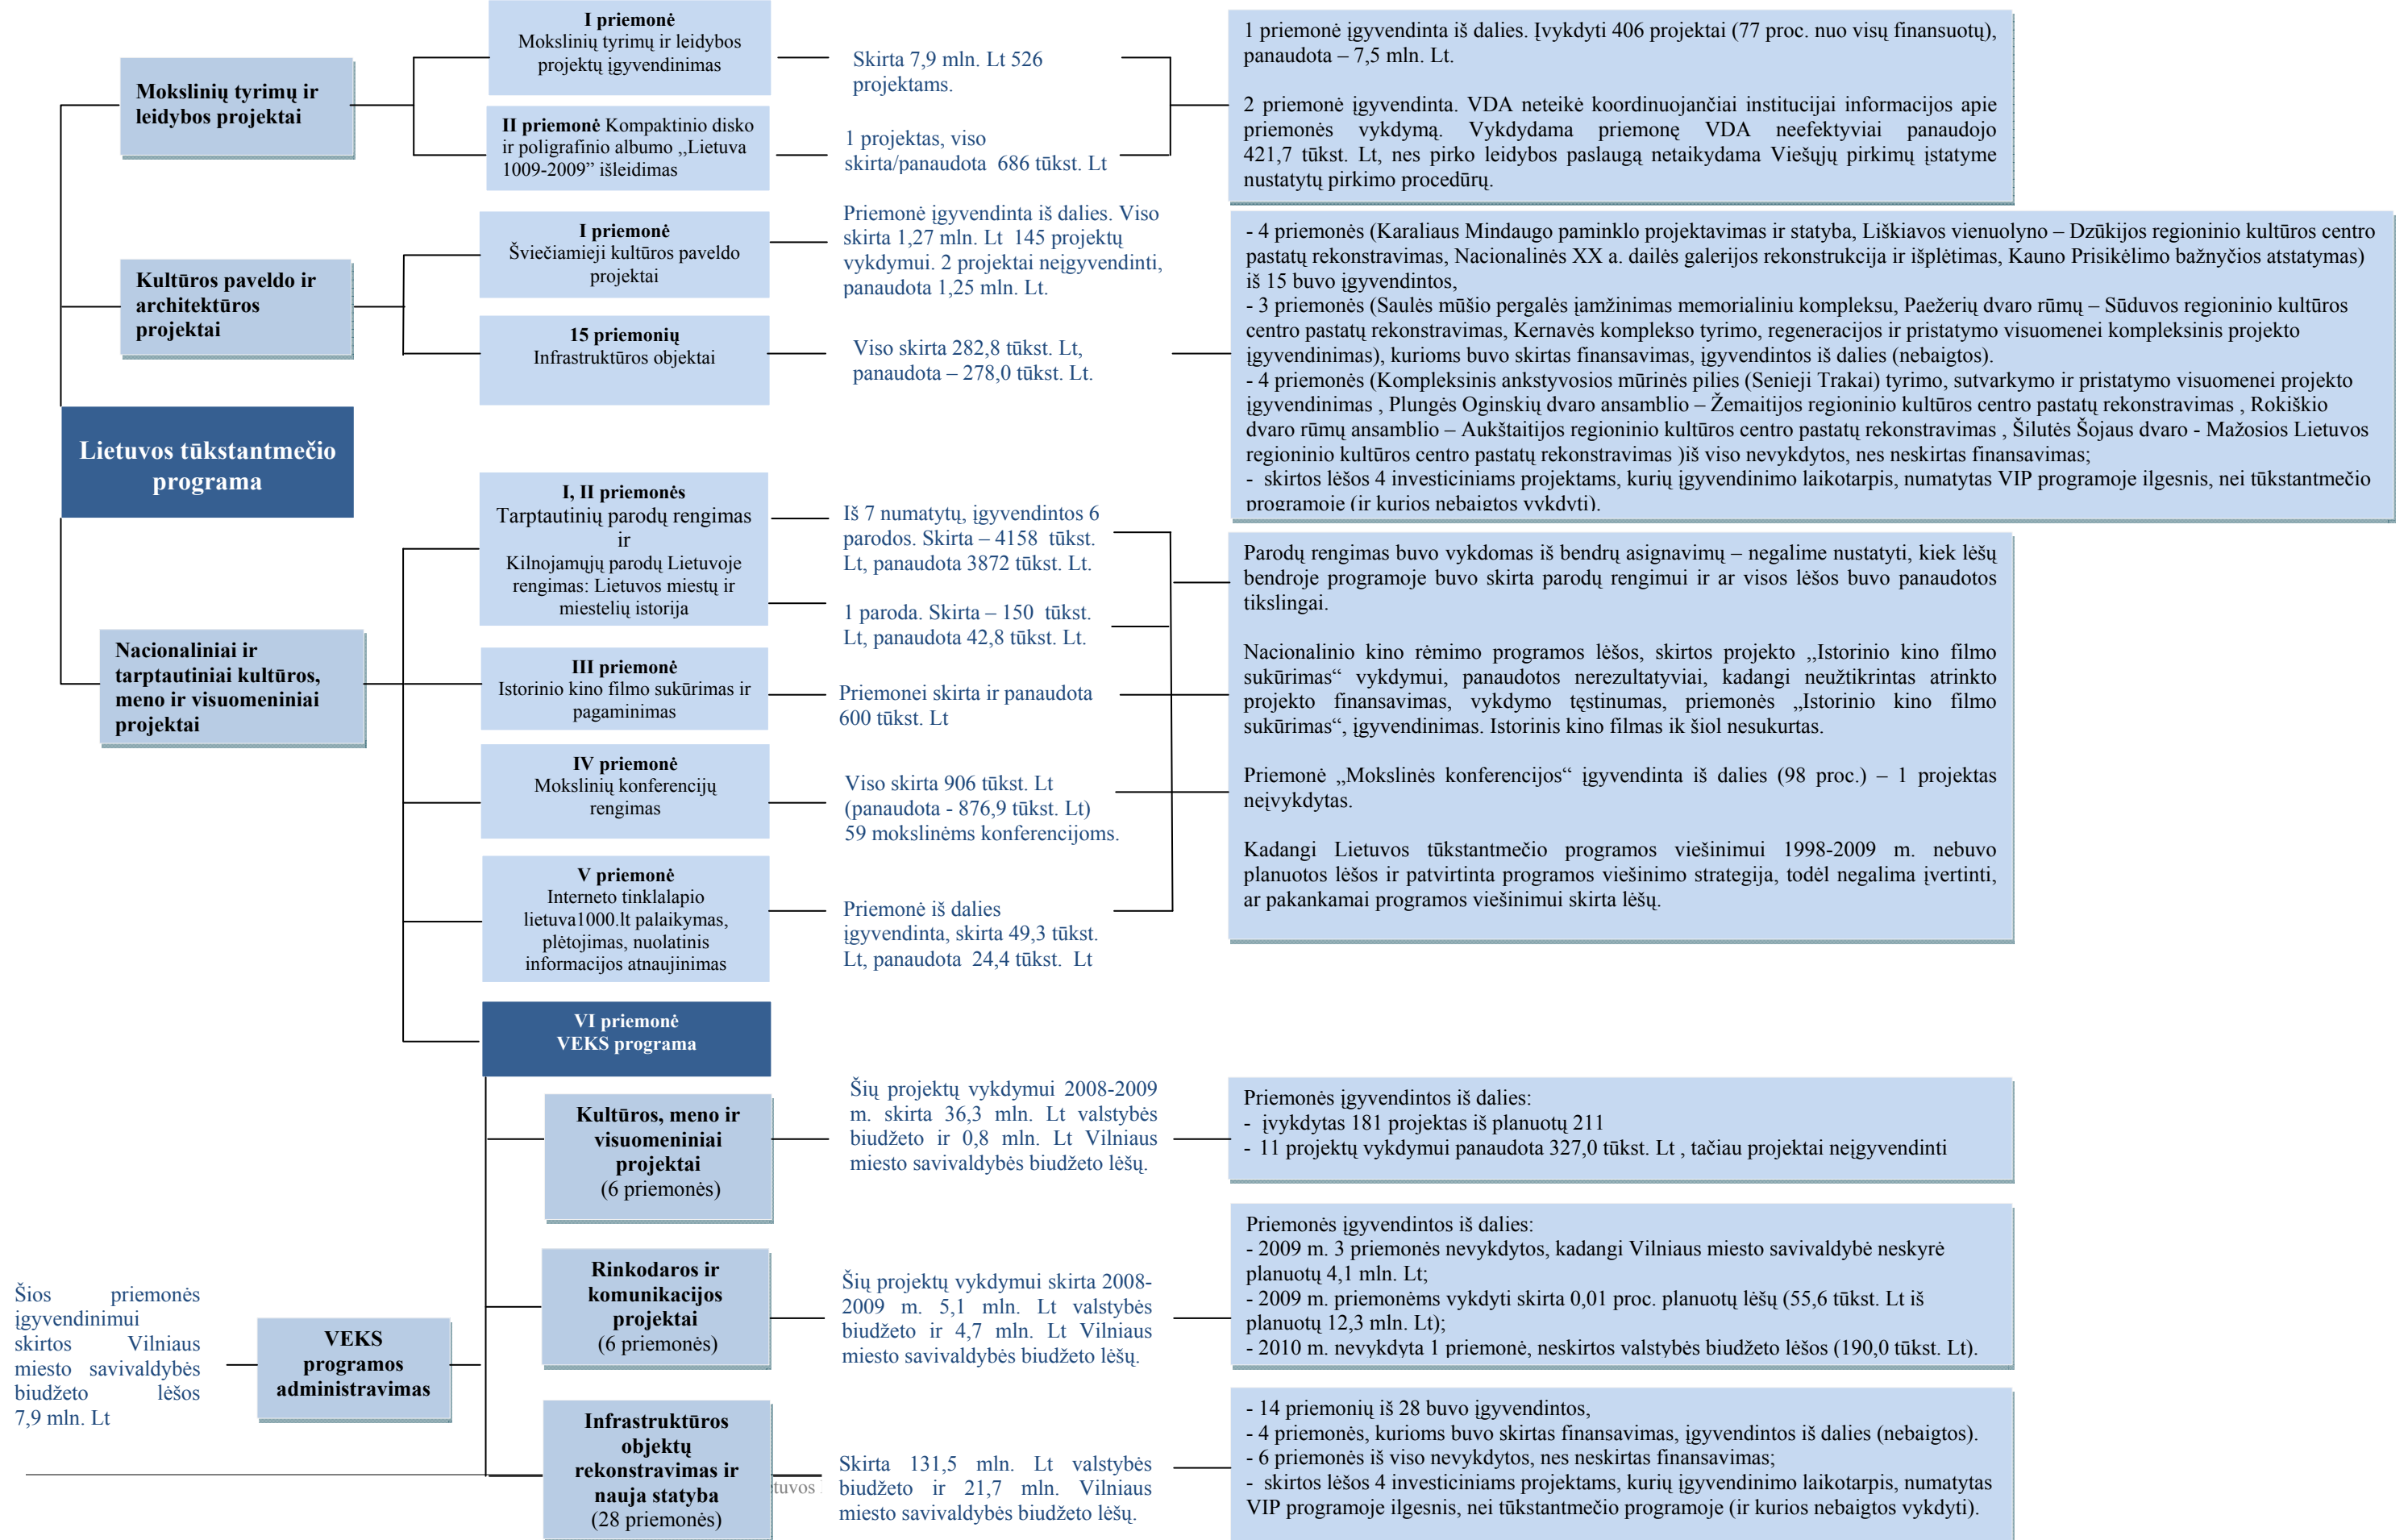 I priemonė
Mokslinių tyrimų ir leidybos
projektų įgyvendinimas
Skirta 7,9 mln. Lt 526
projektams.
1 priemonė įgyvendinta iš dalies. Įvykdyti 406 projektai (77 proc. nuo visų finansuotų),
panaudota – 7,5 mln. Lt.
2 priemonė įgyvendinta. VDA neteikė koordinuojančiai institucijai informacijos apie
priemonės vykdymą. Vykdydama priemonę VDA neefektyviai panaudojo
421,7 tūkst. Lt, nes pirko leidybos paslaugą netaikydama Viešųjų pirkimų įstatyme
nustatytų pirkimo procedūrų.
Mokslinių tyrimų ir
leidybos projektai
II priemonė Kompaktinio disko
ir poligrafinio albumo „Lietuva
1009-2009” išleidimas
1 projektas, viso
skirta/panaudota 686 tūkst. Lt
I priemonė
Šviečiamieji kultūros paveldo
projektai
Priemonė įgyvendinta iš dalies. Viso
skirta 1,27 mln. Lt 145 projektų
vykdymui. 2 projektai neįgyvendinti,
panaudota 1,25 mln. Lt.
- 4 priemonės (Karaliaus Mindaugo paminklo projektavimas ir statyba, Liškiavos vienuolyno – Dzūkijos regioninio kultūros centro
pastatų rekonstravimas, Nacionalinės XX a. dailės galerijos rekonstrukcija ir išplėtimas, Kauno Prisikėlimo bažnyčios atstatymas)
iš 15 buvo įgyvendintos,
- 3 priemonės (Saulės mūšio pergalės įamžinimas memorialiniu kompleksu, Paežerių dvaro rūmų – Sūduvos regioninio kultūros
centro pastatų rekonstravimas, Kernavės komplekso tyrimo, regeneracijos ir pristatymo visuomenei kompleksinis projekto
įgyvendinimas), kurioms buvo skirtas finansavimas, įgyvendintos iš dalies (nebaigtos).
- 4 priemonės (Kompleksinis ankstyvosios mūrinės pilies (Senieji Trakai) tyrimo, sutvarkymo ir pristatymo visuomenei projekto
įgyvendinimas , Plungės Oginskių dvaro ansamblio – Žemaitijos regioninio kultūros centro pastatų rekonstravimas , Rokiškio
dvaro rūmų ansamblio – Aukštaitijos regioninio kultūros centro pastatų rekonstravimas , Šilutės Šojaus dvaro - Mažosios Lietuvos
regioninio kultūros centro pastatų rekonstravimas )iš viso nevykdytos, nes neskirtas finansavimas;
- skirtos lėšos 4 investiciniams projektams, kurių įgyvendinimo laikotarpis, numatytas VIP programoje ilgesnis, nei tūkstantmečio
programoje (ir kurios nebaigtos vykdyti).
Kultūros paveldo ir
architektūros
projektai
15 priemonių
Infrastruktūros objektai
Viso skirta 282,8 tūkst. Lt,
panaudota – 278,0 tūkst. Lt.
Lietuvos tūkstantmečio
programa
I, II priemonės
Tarptautinių parodų rengimas
ir
Kilnojamųjų parodų Lietuvoje
rengimas: Lietuvos miestų ir
miestelių istorija
Iš 7 numatytų, įgyvendintos 6
parodos. Skirta – 4158 tūkst.
Lt, panaudota 3872 tūkst. Lt.
1 paroda. Skirta – 150 tūkst.
Lt, panaudota 42,8 tūkst. Lt.
Parodų rengimas buvo vykdomas iš bendrų asignavimų – negalime nustatyti, kiek lėšų
bendroje programoje buvo skirta parodų rengimui ir ar visos lėšos buvo panaudotos
tikslingai.
Nacionalinio kino rėmimo programos lėšos, skirtos projekto „Istorinio kino filmo
sukūrimas“ vykdymui, panaudotos nerezultatyviai, kadangi neužtikrintas atrinkto
projekto finansavimas, vykdymo tęstinumas, priemonės „Istorinio kino filmo
sukūrimas“, įgyvendinimas. Istorinis kino filmas ik šiol nesukurtas.
Priemonė „Mokslinės konferencijos“ įgyvendinta iš dalies (98 proc.) – 1 projektas
neįvykdytas.
Kadangi Lietuvos tūkstantmečio programos viešinimui 1998-2009 m. nebuvo
planuotos lėšos ir patvirtinta programos viešinimo strategija, todėl negalima įvertinti,
ar pakankamai programos viešinimui skirta lėšų.
Nacionaliniai ir
tarptautiniai kultūros,
meno ir visuomeniniai
projektai
III priemonė
Istorinio kino filmo sukūrimas ir
pagaminimas
Priemonei skirta ir panaudota
600 tūkst. Lt
IV priemonė
Mokslinių konferencijų
rengimas
Viso skirta 906 tūkst. Lt
(panaudota - 876,9 tūkst. Lt)
59 mokslinėms konferencijoms.
V priemonė
Interneto tinklalapio
lietuva1000.lt palaikymas,
plėtojimas, nuolatinis
informacijos atnaujinimas
Priemonė iš dalies
įgyvendinta, skirta 49,3 tūkst.
Lt, panaudota 24,4 tūkst. Lt
VI priemonė
VEKS programa
Kultūros, meno ir
visuomeniniai
projektai
(6 priemonės)
Šių projektų vykdymui 2008-2009
m. skirta 36,3 mln. Lt valstybės
biudžeto ir 0,8 mln. Lt Vilniaus
miesto savivaldybės biudžeto lėšų.
Priemonės įgyvendintos iš dalies:
- įvykdytas 181 projektas iš planuotų 211
- 11 projektų vykdymui panaudota 327,0 tūkst. Lt , tačiau projektai neįgyvendinti
Rinkodaros ir
komunikacijos
projektai
(6 priemonės)
Šių projektų vykdymui skirta 2008-
2009 m. 5,1 mln. Lt valstybės
biudžeto ir 4,7 mln. Lt Vilniaus
miesto savivaldybės biudžeto lėšų.
Priemonės įgyvendintos iš dalies:
- 2009 m. 3 priemonės nevykdytos, kadangi Vilniaus miesto savivaldybė neskyrė
planuotų 4,1 mln. Lt;
- 2009 m. priemonėms vykdyti skirta 0,01 proc. planuotų lėšų (55,6 tūkst. Lt iš
planuotų 12,3 mln. Lt);
- 2010 m. nevykdyta 1 priemonė, neskirtos valstybės biudžeto lėšos (190,0 tūkst. Lt).
Šios priemonės
įgyvendinimui
skirtos Vilniaus
miesto savivaldybės
biudžeto lėšos
7,9 mln. Lt
VEKS
programos
administravimas
Infrastruktūros
objektų
rekonstravimas ir
nauja statyba
(28 priemonės)
tuvos
Skirta 131,5 mln. Lt valstybės
biudžeto ir 21,7 mln. Vilniaus
miesto savivaldybės biudžeto lėšų.
- 14 priemonių iš 28 buvo įgyvendintos,
- 4 priemonės, kurioms buvo skirtas finansavimas, įgyvendintos iš dalies (nebaigtos).
- 6 priemonės iš viso nevykdytos, nes neskirtas finansavimas;
- skirtos lėšos 4 investiciniams projektams, kurių įgyvendinimo laikotarpis, numatytas
VIP programoje ilgesnis, nei tūkstantmečio programoje (ir kurios nebaigtos vykdyti).